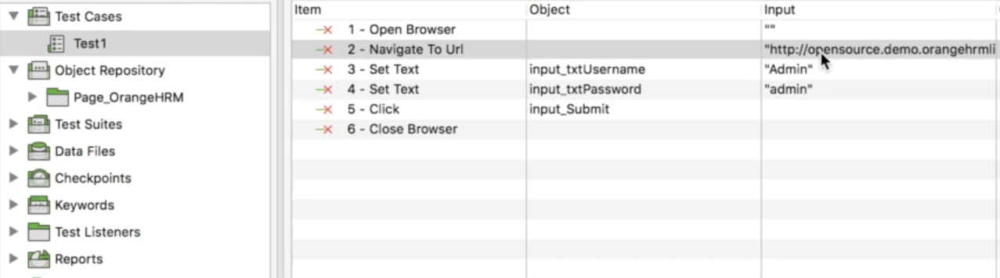 Test Cases
Test1
Object Repository
Page_OrangeHRM
Test Suites
Data Files
Checkpoints
Keywords
Test Listeners
Reports
Item Object Input
1 - Open Browser ""
2 - Navigate To Url "http://opensource.demo.orangehrmli
3 - Set Text input_txtUsername "Admin"
4 - Set Text input_txtPassword "admin"
5 - Click input_Submit
6 - Close Browser